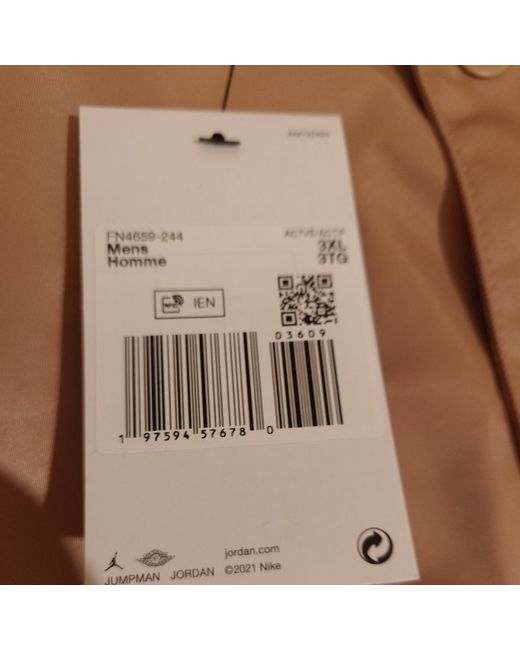 FN4659-244
ACTVE/ACTIF
Mens
3XL
Homme
3TG
RFID IEN
03609
1 97594 57678 0
jordan.com
JUMPMAN JORDAN ©2021 Nike